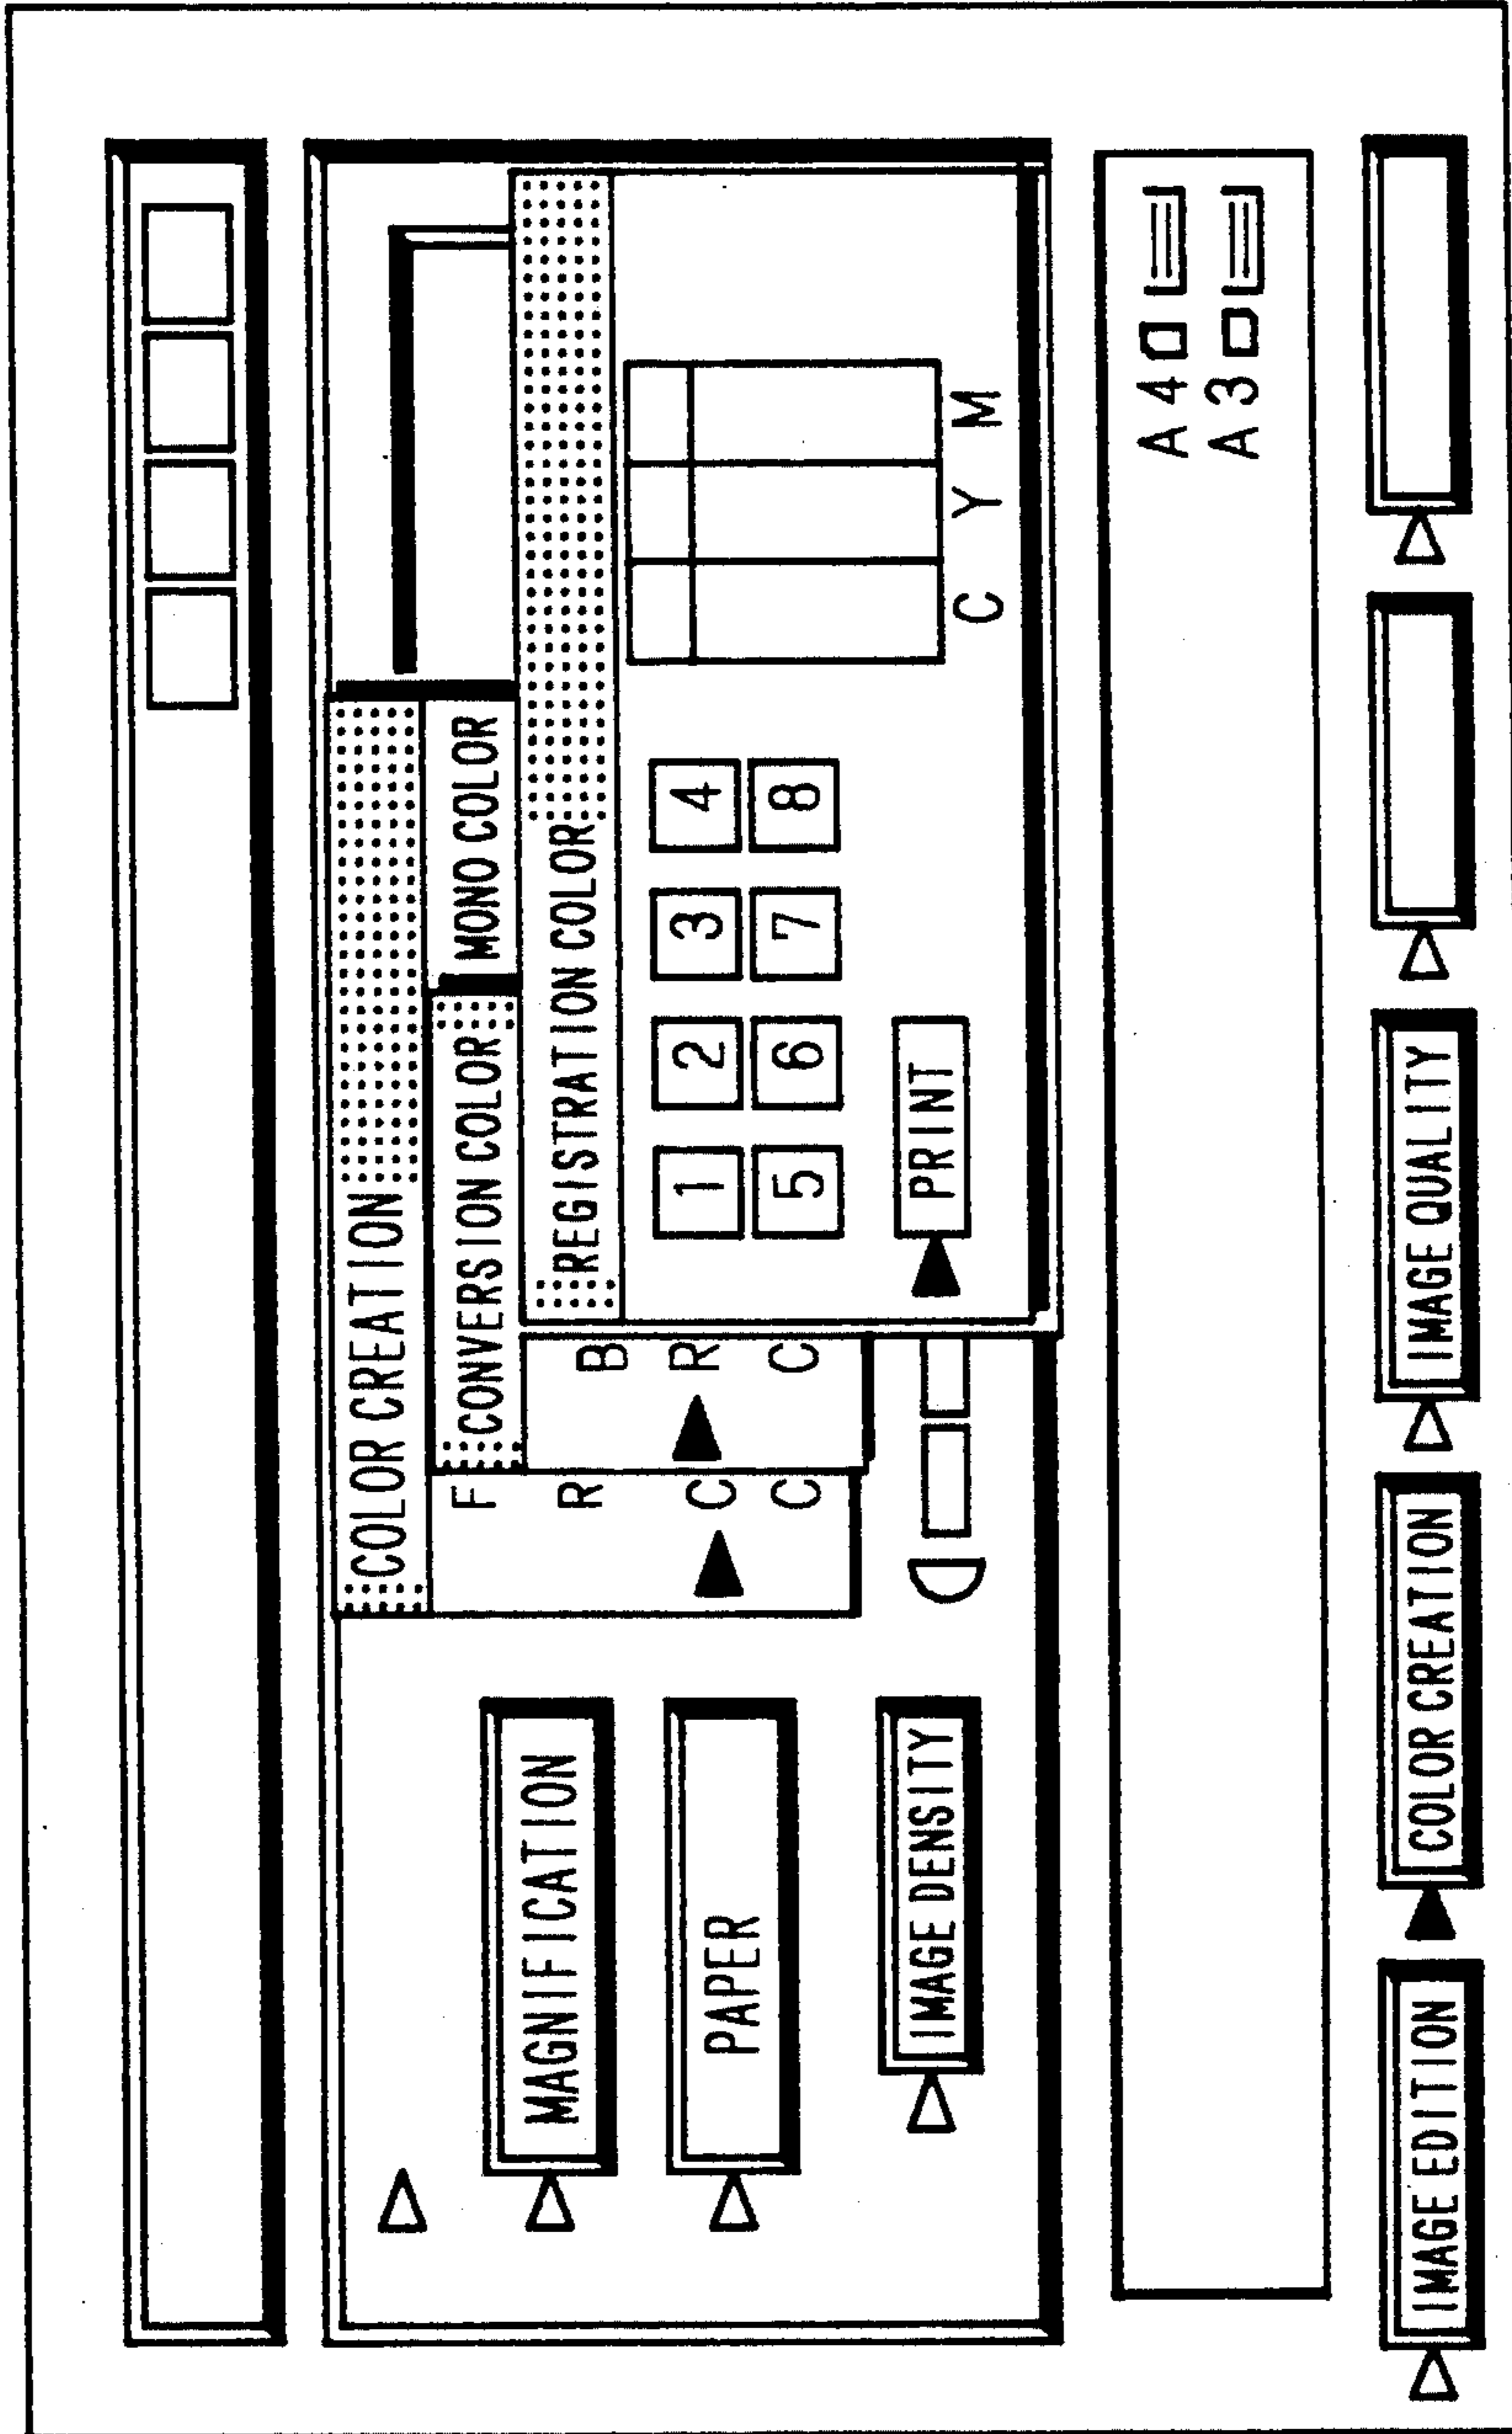 COLOR CREATION
F CONVERSION COLOR MONO COLOR
REGISTRATION COLOR
MAGNIFICATION
R B
1 2 3 4
PAPER
C R
5 6 7 8
C C
IMAGE DENSITY
PRINT
C Y M
A4
A3
IMAGE EDITION COLOR CREATION IMAGE QUALITY